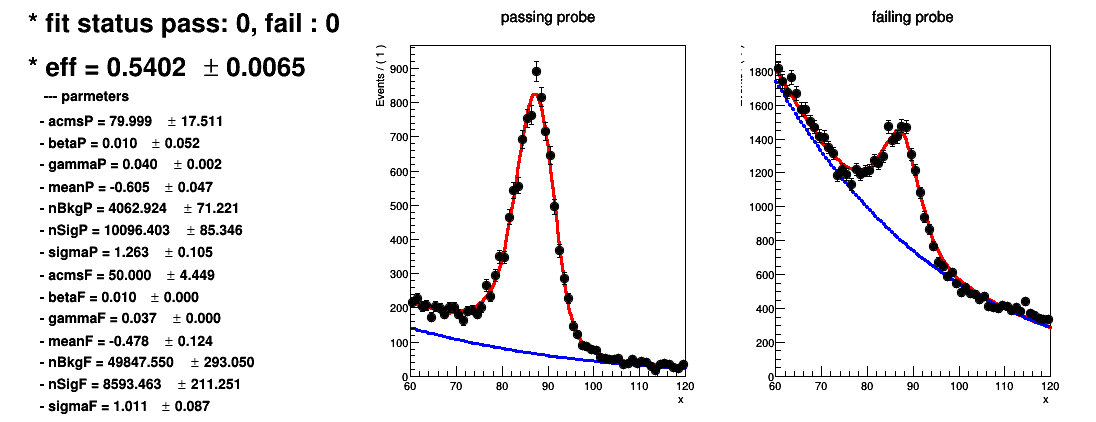 * fit status pass: 0, fail : 0
* eff = 0.5402 ± 0.0065
--- parmeters
- acmsP = 79.999 ± 17.511
- betaP = 0.010 ± 0.052
- gammaP = 0.040 ± 0.002
- meanP = -0.605 ± 0.047
- nBkgP = 4062.924 ± 71.221
- nSigP = 10096.403 ± 85.346
- sigmaP = 1.263 ± 0.105
- acmsF = 50.000 ± 4.449
- betaF = 0.010 ± 0.000
- gammaF = 0.037 ± 0.000
- meanF = -0.478 ± 0.124
- nBkgF = 49847.550 ± 293.050
- nSigF = 8593.463 ± 211.251
- sigmaF = 1.011 ± 0.087
passing probe
Events / ( 1 )
900
800
700
600
500
400
300
200
100
0
60 70 80 90 100 110 120
x
failing probe
1800
1600
1400
1200
1000
800
600
400
200
0
60 70 80 90 100 110 120
x